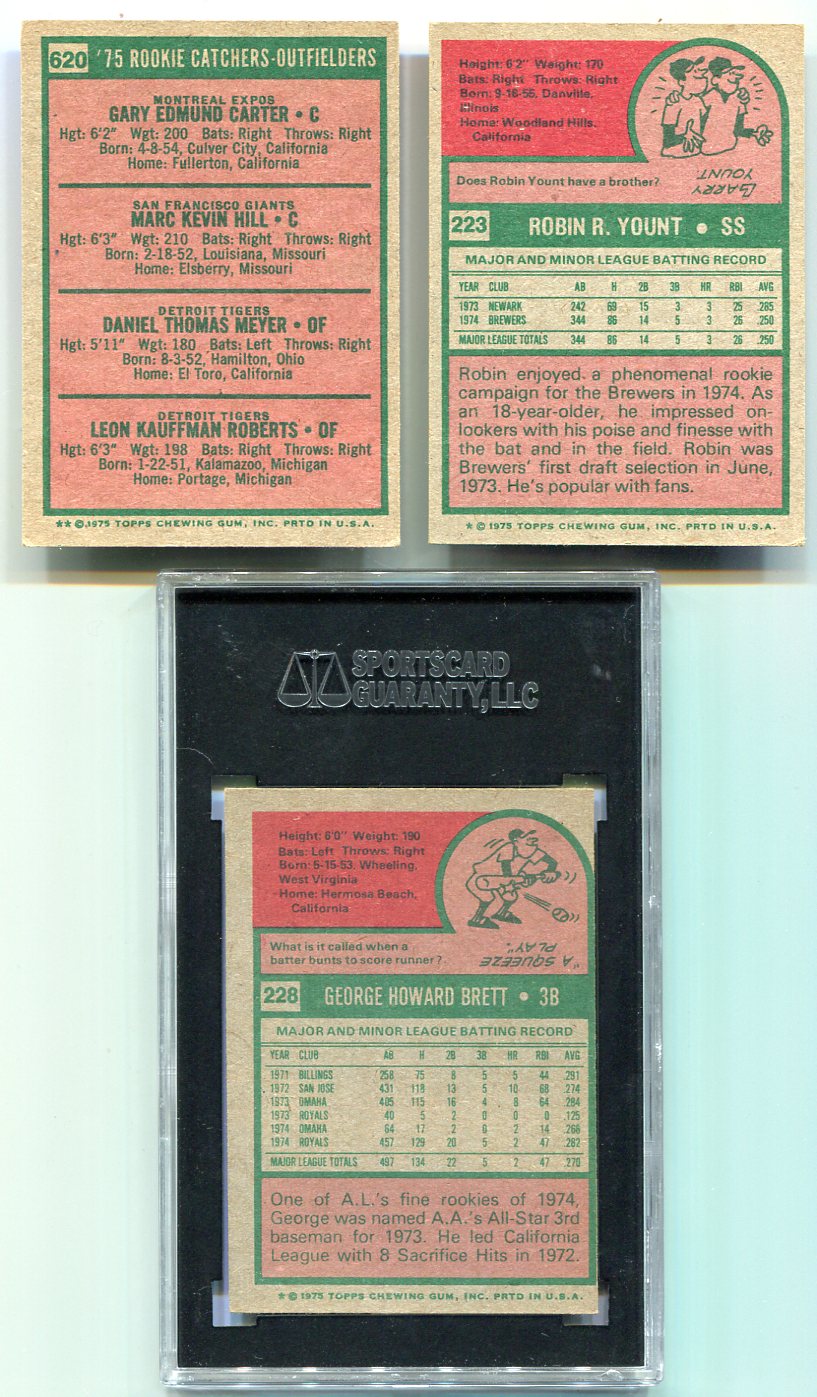 620 '75 ROOKIE CATCHERS-OUTFIELDERS
MONTREAL EXPOS
GARY EDMUND CARTER • C
Hgt: 6'2" Wgt: 200 Bats: Right Throws: Right
Born: 4-8-54, Culver City, California
Home: Fullerton, California
SAN FRANCISCO GIANTS
MARC KEVIN HILL • C
Hgt: 6'3" Wgt: 210 Bats: Right Throws: Right
Born: 2-18-52, Louisiana, Missouri
Home: Elsberry, Missouri
DETROIT TIGERS
DANIEL THOMAS MEYER • OF
Hgt: 5'11" Wgt: 180 Bats: Left Throws: Right
Born: 8-3-52, Hamilton, Ohio
Home: El Toro, California
DETROIT TIGERS
LEON KAUFFMAN ROBERTS • OF
Hgt: 6'3" Wgt: 198 Bats: Right Throws: Right
Born: 1-22-51, Kalamazoo, Michigan
Home: Portage, Michigan
** © 1975 TOPPS CHEWING GUM, INC. PRTD IN U.S.A.
Height: 6'2" Weight: 170
Bats: Right Throws: Right
Born: 9-16-55, Danville,
Illinois
Home: Woodland Hills,
California
Does Robin Yount have a brother?
LARRY
YOUNT
223 ROBIN R. YOUNT • SS
MAJOR AND MINOR LEAGUE BATTING RECORD
YEAR CLUB AB H 2B 3B HR RBI AVG
1973 NEWARK 242 69 15 3 3 25 .285
1974 BREWERS 344 86 14 5 3 26 .250
MAJOR LEAGUE TOTALS 344 86 14 5 3 26 .250
Robin enjoyed a phenomenal rookie
campaign for the Brewers in 1974. As
an 18-year-older, he impressed on-
lookers with his poise and finesse with
the bat and in the field. Robin was
Brewers' first draft selection in June,
1973. He's popular with fans.
* © 1975 TOPPS CHEWING GUM, INC. PRTD IN U.S.A.
SPORTSCARD
GUARANTY, LLC
Height: 6'0" Weight: 190
Bats: Left Throws: Right
Born: 5-15-53, Wheeling,
West Virginia
Home: Hermosa Beach,
California
What is it called when a
batter bunts to score runner?
"A SQUEEZE
PLAY".
228 GEORGE HOWARD BRETT • 3B
MAJOR AND MINOR LEAGUE BATTING RECORD
YEAR CLUB AB H 2B 3B HR RBI AVG
1971 BILLINGS 258 75 8 5 5 44 .291
1972 SAN JOSE 431 118 13 5 10 68 .274
1973 OMAHA 405 115 16 4 8 64 .284
1973 ROYALS 40 5 2 0 0 0 .125
1974 OMAHA 64 17 2 0 2 14 .266
1974 ROYALS 457 129 20 5 2 47 .282
MAJOR LEAGUE TOTALS 497 134 22 5 2 47 .270
One of A.L.'s fine rookies of 1974,
George was named A.A.'s All-Star 3rd
baseman for 1973. He led California
League with 8 Sacrifice Hits in 1972.
* © 1975 TOPPS CHEWING GUM, INC. PRTD IN U.S.A.